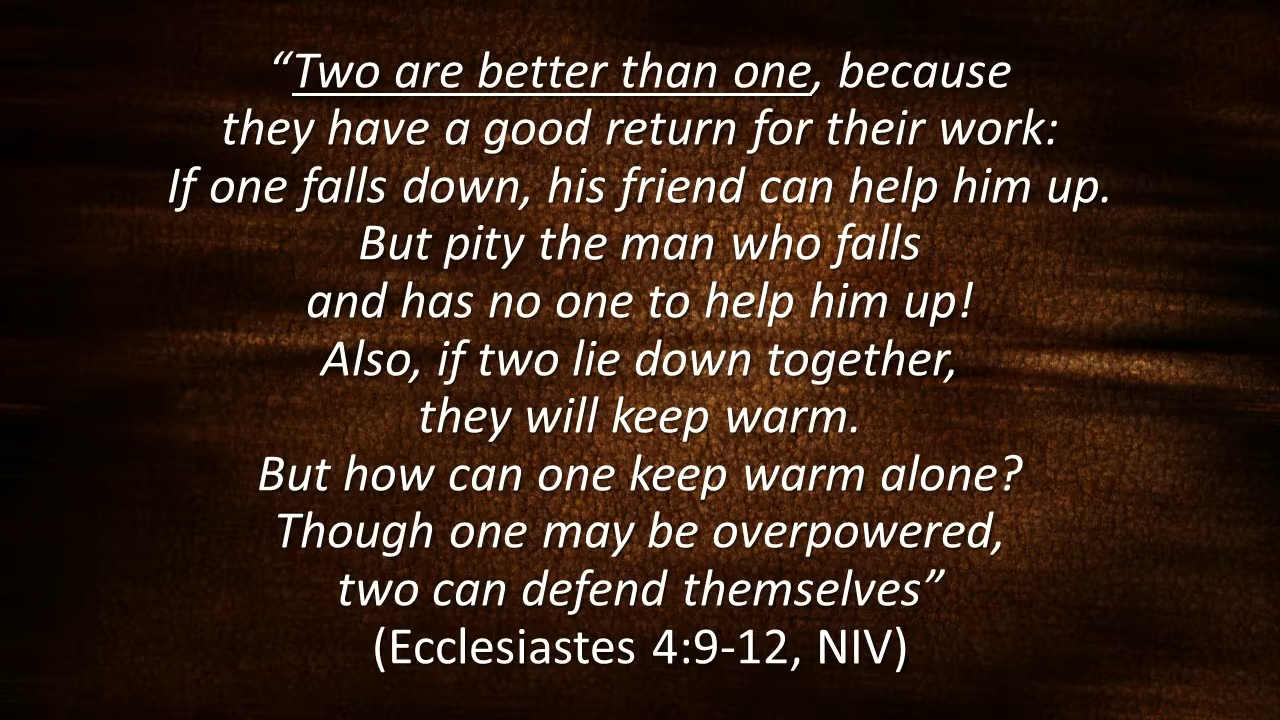 “Two are better than one, because
they have a good return for their work:
If one falls down, his friend can help him up.
But pity the man who falls
and has no one to help him up!
Also, if two lie down together,
they will keep warm.
But how can one keep warm alone?
Though one may be overpowered,
two can defend themselves”
(Ecclesiastes 4:9-12, NIV)